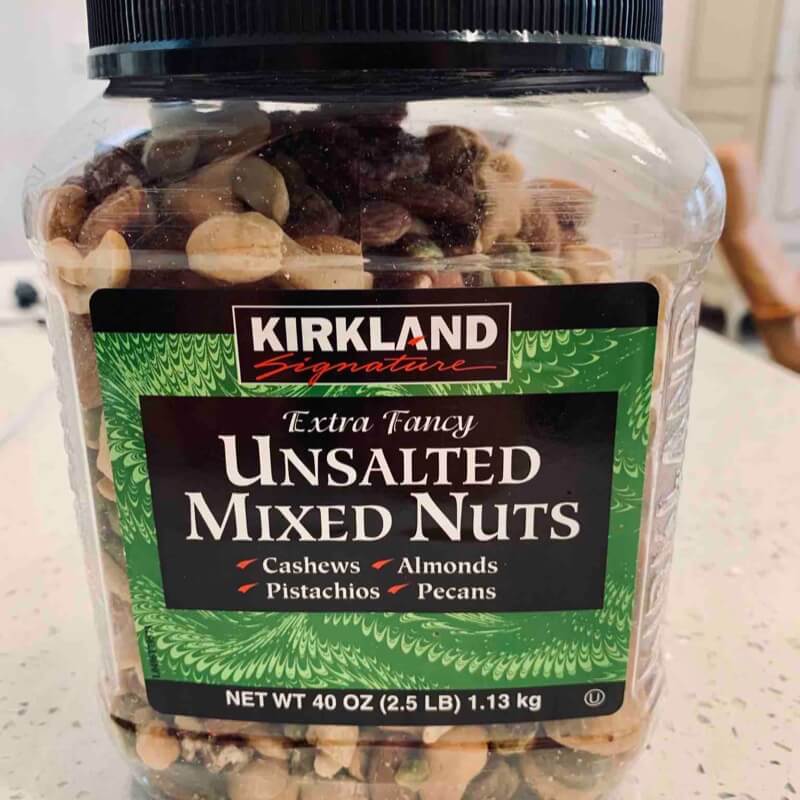 KIRKLAND
Signature
Extra Fancy
UNSALTED
MIXED NUTS
Cashews Almonds
Pistachios Pecans
NET WT 40 OZ (2.5 LB) 1.13 kg
U